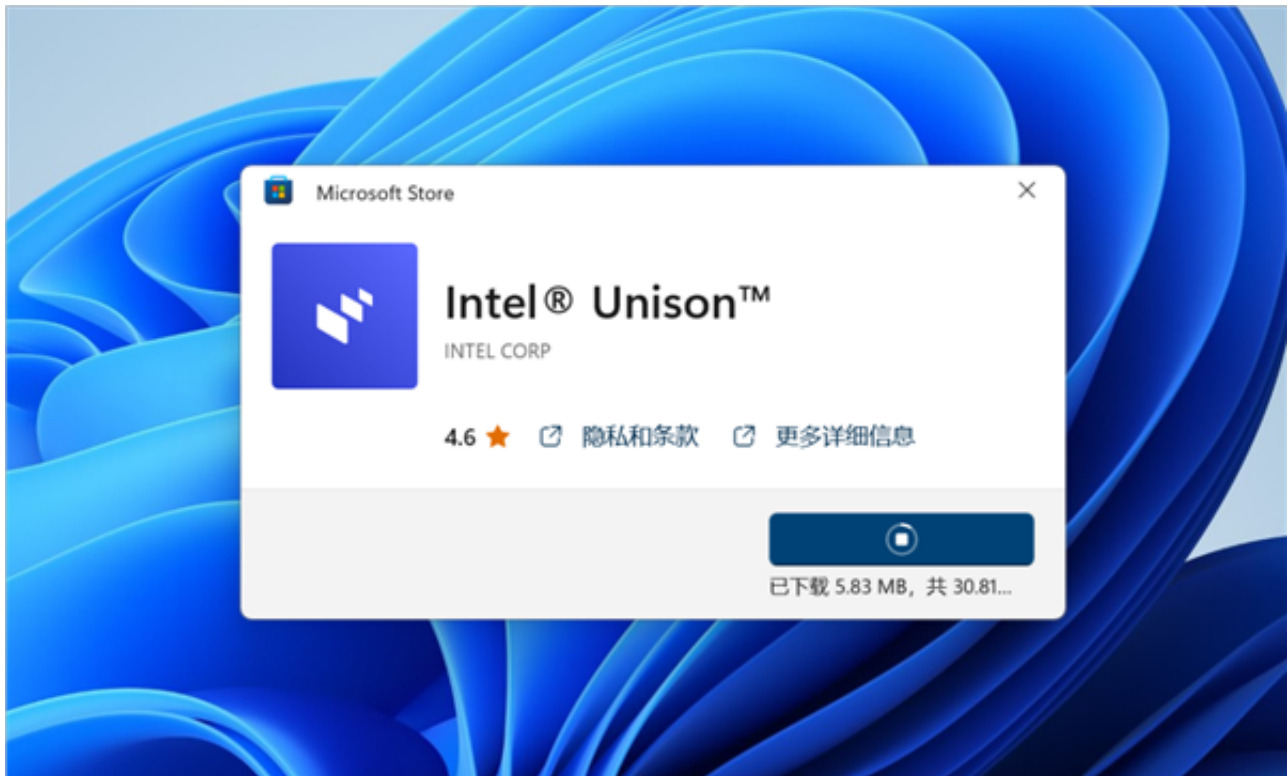 Microsoft Store
Intel® Unison™
INTEL CORP
4.6 隐私和条款 更多详细信息
已下载 5.83 MB，共 30.81...